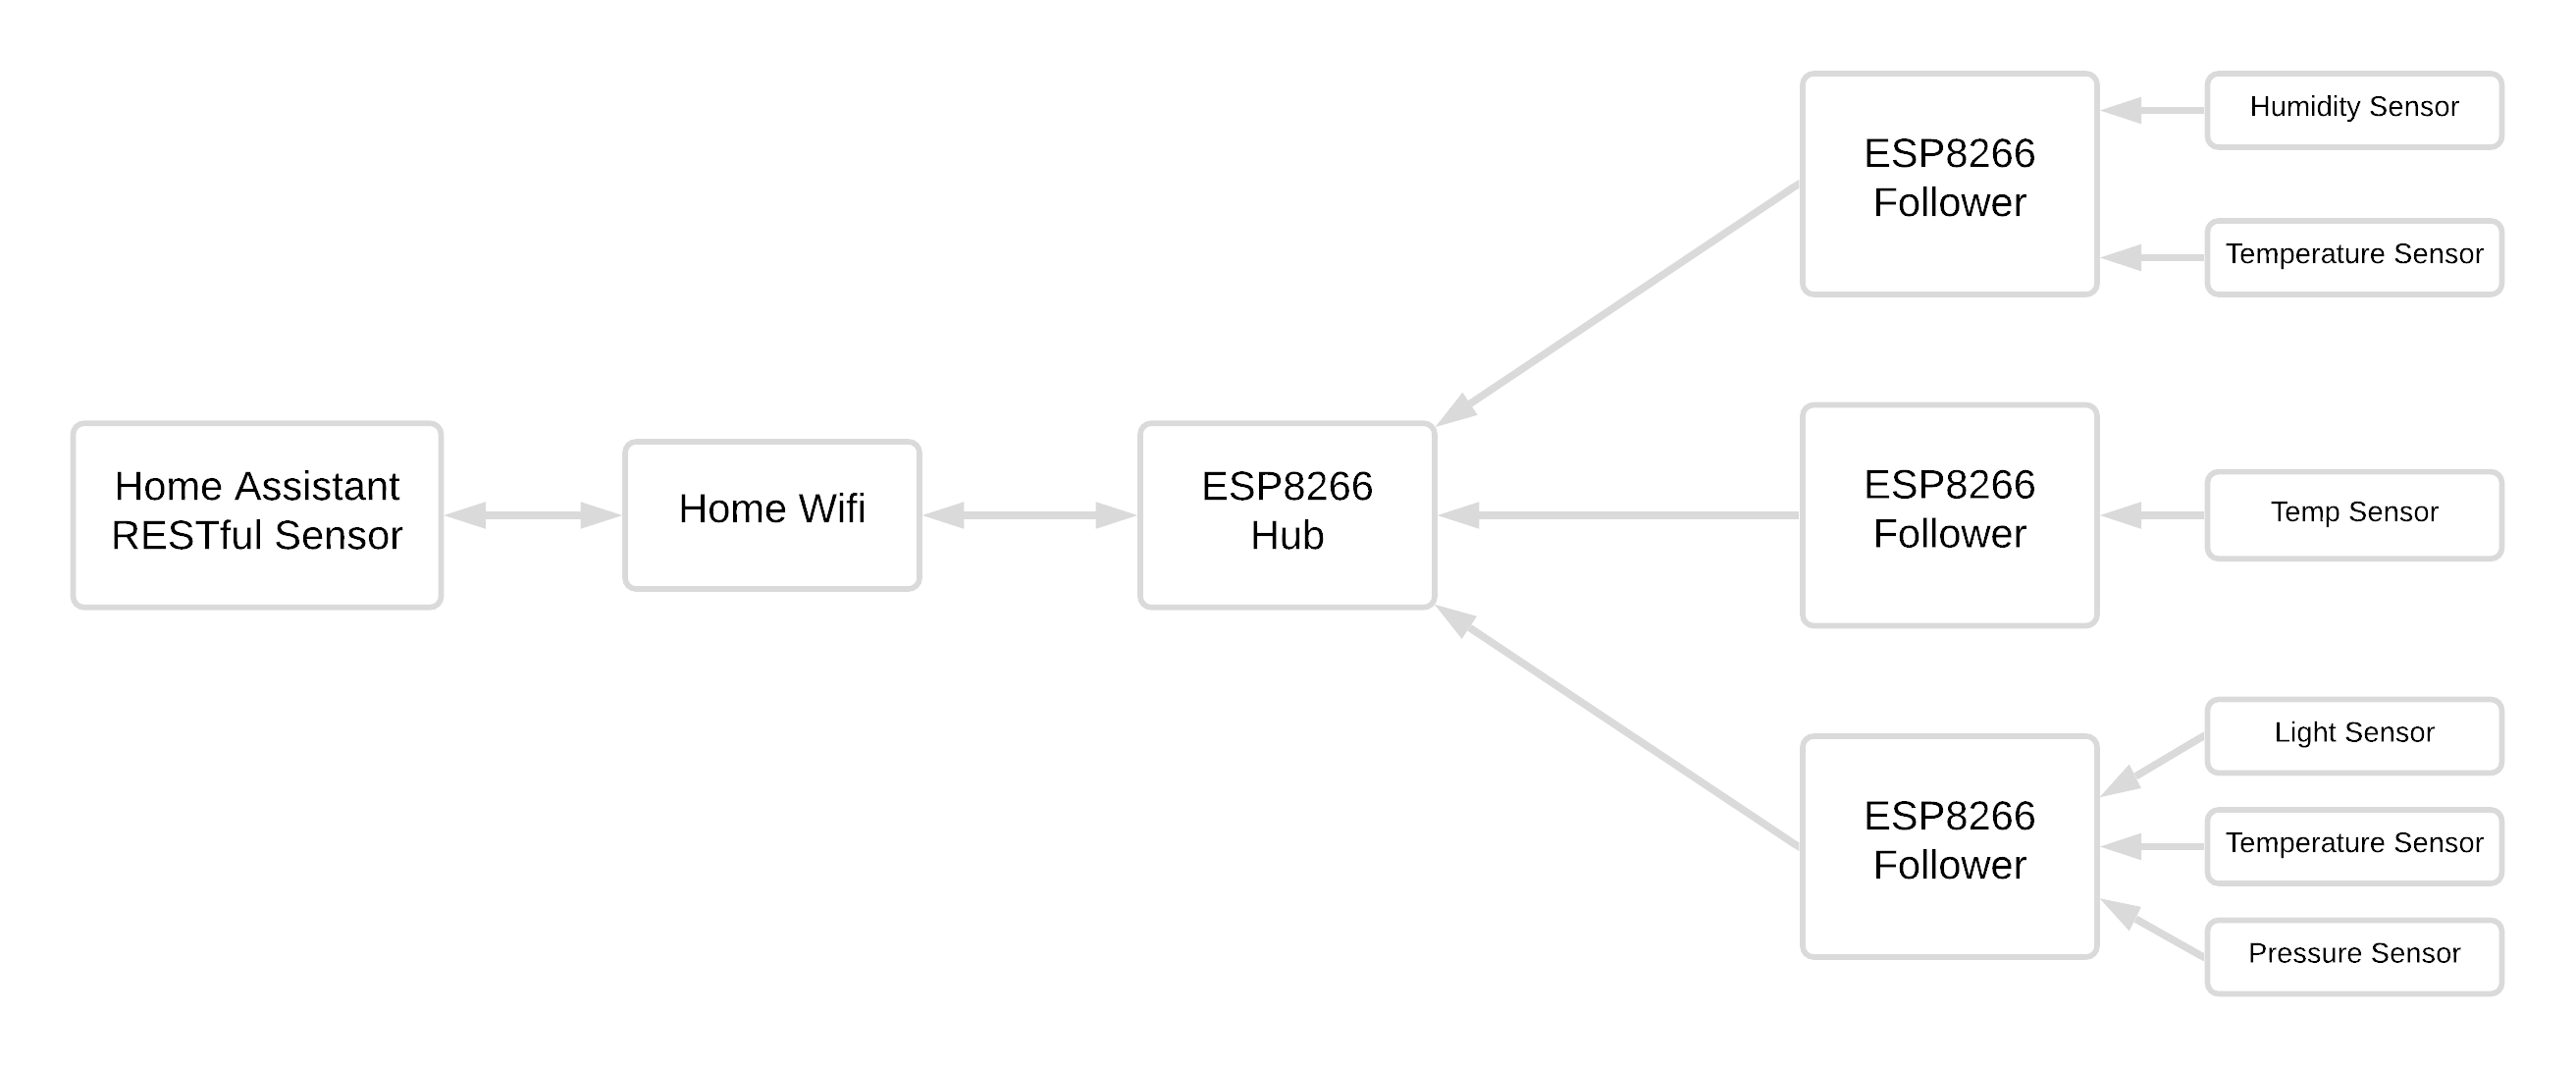 Home Assistant
RESTful Sensor
Home Wifi
ESP8266
Hub
ESP8266
Follower
Humidity Sensor
Temperature Sensor
ESP8266
Follower
Temp Sensor
ESP8266
Follower
Light Sensor
Temperature Sensor
Pressure Sensor